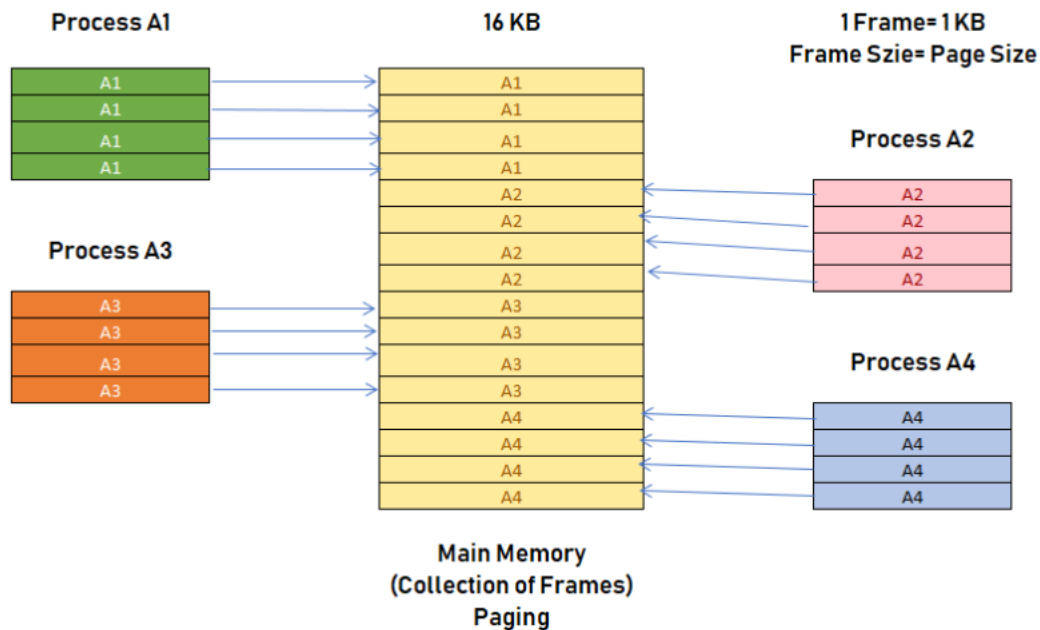 Process A1
16 KB
1 Frame= 1 KB
Frame Szie= Page Size
A1
A1
A1
A1
Process A3
A3
A3
A3
A3
A1
A1
A1
A1
A2
A2
A2
A2
A3
A3
A3
A3
A4
A4
A4
A4
Main Memory
(Collection of Frames)
Paging
Process A2
A2
A2
A2
A2
Process A4
A4
A4
A4
A4